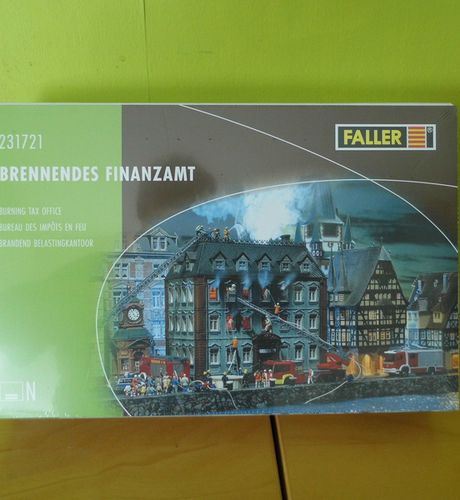 231721
BRENNENDES FINANZAMT
BURNING TAX OFFICE
BUREAU DES IMPÔTS EN FEU
BRANDEND BELASTINGKANTOOR
FALLER
N